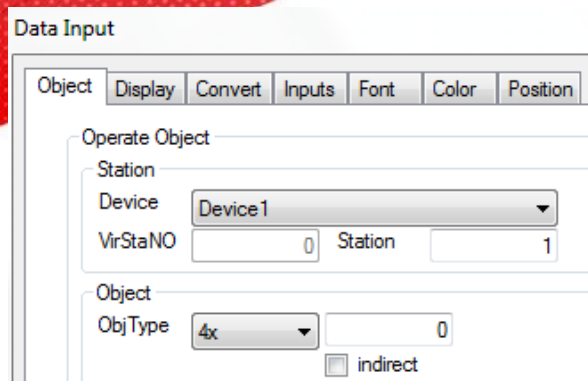 Data Input
Object Display Convert Inputs Font Color Position
Operate Object
Station
Device Device1
VirStaNO 0 Station 1
Object
ObjType 4x 0
indirect